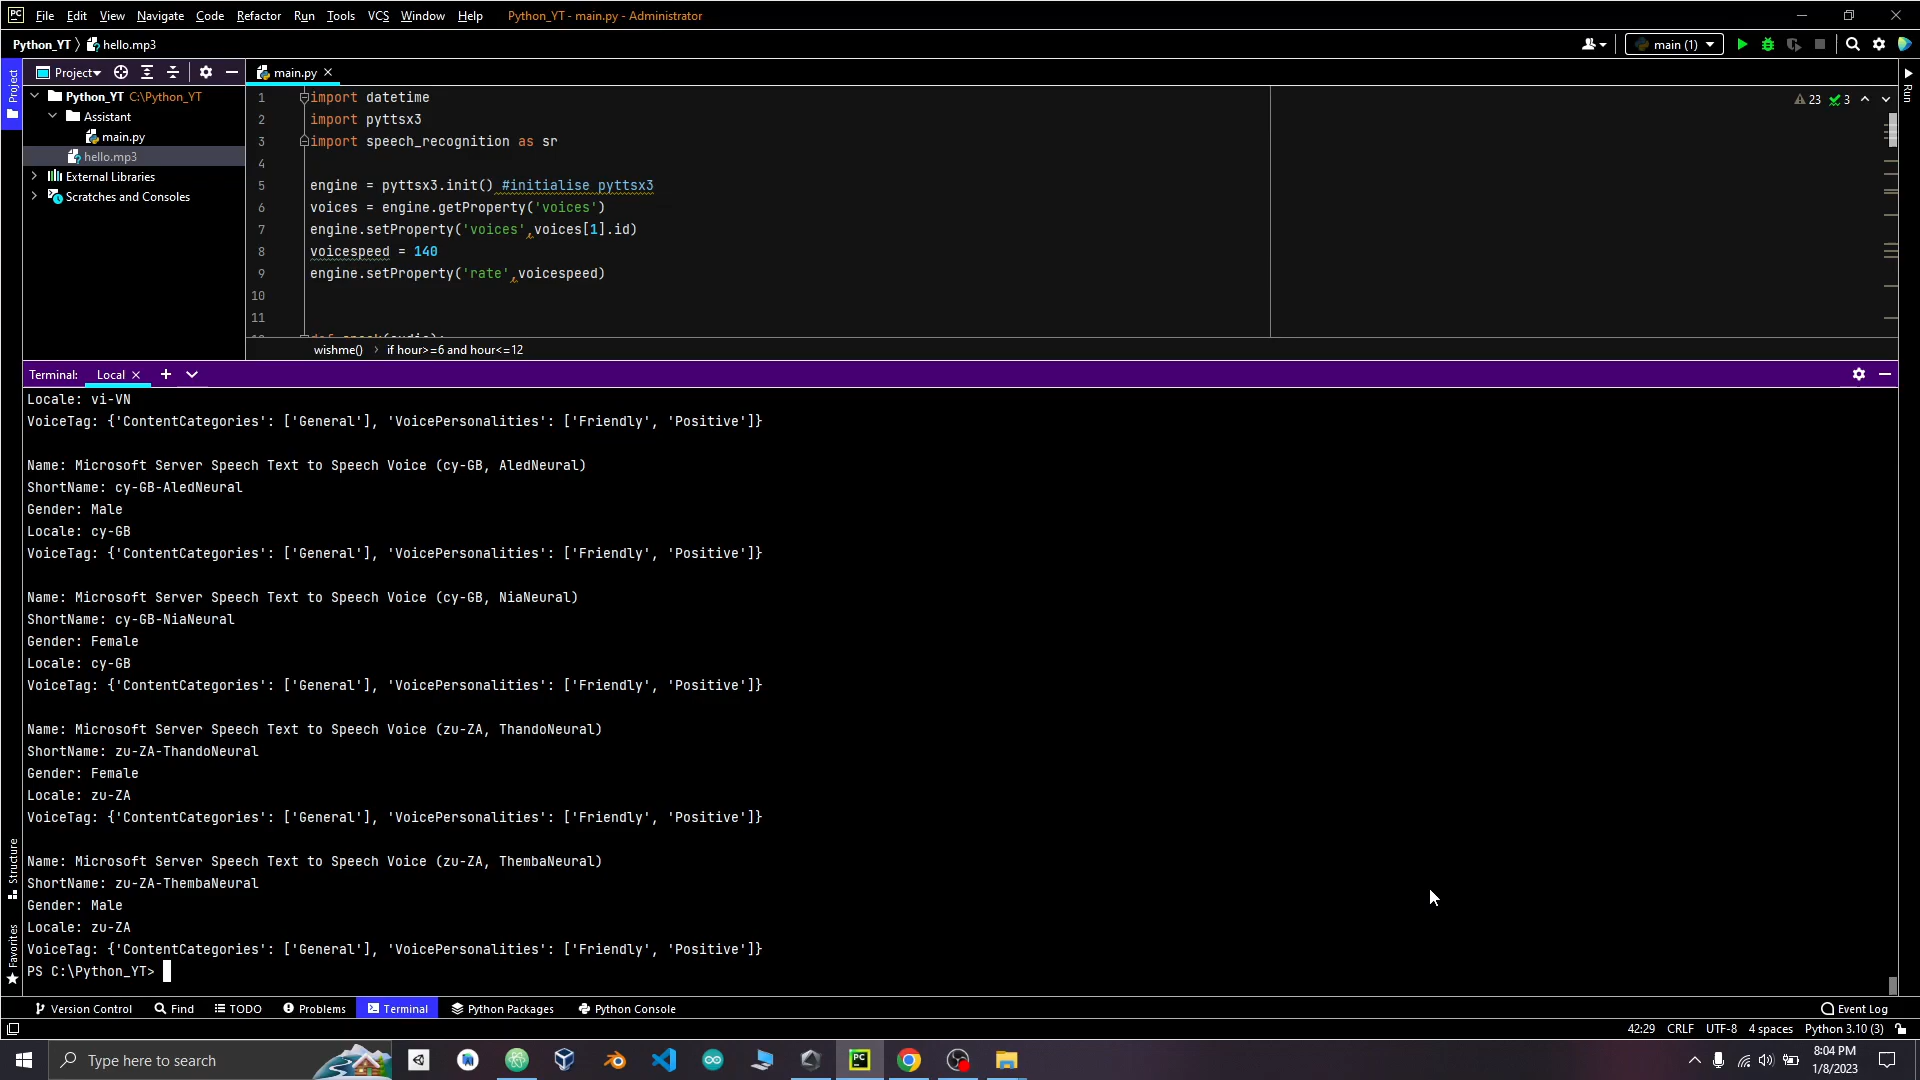 File Edit View Navigate Code Refactor Run Tools VCS Window Help Python_YT - main.py - Administrator
Python_YT hello.mp3 main (1)
Project main.py
Project
Python_YT C:\Python_YT
Assistant
main.py
hello.mp3
External Libraries
Scratches and Consoles
1 import datetime
2 import pyttsx3
3 import speech_recognition as sr
4
5 engine = pyttsx3.init() #initialise pyttsx3
6 voices = engine.getProperty('voices')
7 engine.setProperty('voices',voices[1].id)
8 voicespeed = 140
9 engine.setProperty('rate',voicespeed)
10
11
23 3
Run
wishme() if hour>=6 and hour<=12
Terminal: Local
Locale: vi-VN
VoiceTag: {'ContentCategories': ['General'], 'VoicePersonalities': ['Friendly', 'Positive']}
Name: Microsoft Server Speech Text to Speech Voice (cy-GB, AledNeural)
ShortName: cy-GB-AledNeural
Gender: Male
Locale: cy-GB
VoiceTag: {'ContentCategories': ['General'], 'VoicePersonalities': ['Friendly', 'Positive']}
Name: Microsoft Server Speech Text to Speech Voice (cy-GB, NiaNeural)
ShortName: cy-GB-NiaNeural
Gender: Female
Locale: cy-GB
VoiceTag: {'ContentCategories': ['General'], 'VoicePersonalities': ['Friendly', 'Positive']}
Name: Microsoft Server Speech Text to Speech Voice (zu-ZA, ThandoNeural)
ShortName: zu-ZA-ThandoNeural
Gender: Female
Locale: zu-ZA
VoiceTag: {'ContentCategories': ['General'], 'VoicePersonalities': ['Friendly', 'Positive']}
Name: Microsoft Server Speech Text to Speech Voice (zu-ZA, ThembaNeural)
ShortName: zu-ZA-ThembaNeural
Gender: Male
Locale: zu-ZA
VoiceTag: {'ContentCategories': ['General'], 'VoicePersonalities': ['Friendly', 'Positive']}
PS C:\Python_YT>
Structure
Favorites
Version Control Find TODO Problems Terminal Python Packages Python Console Event Log
42:29 CRLF UTF-8 4 spaces Python 3.10 (3)
Type here to search
8:04 PM
1/8/2023